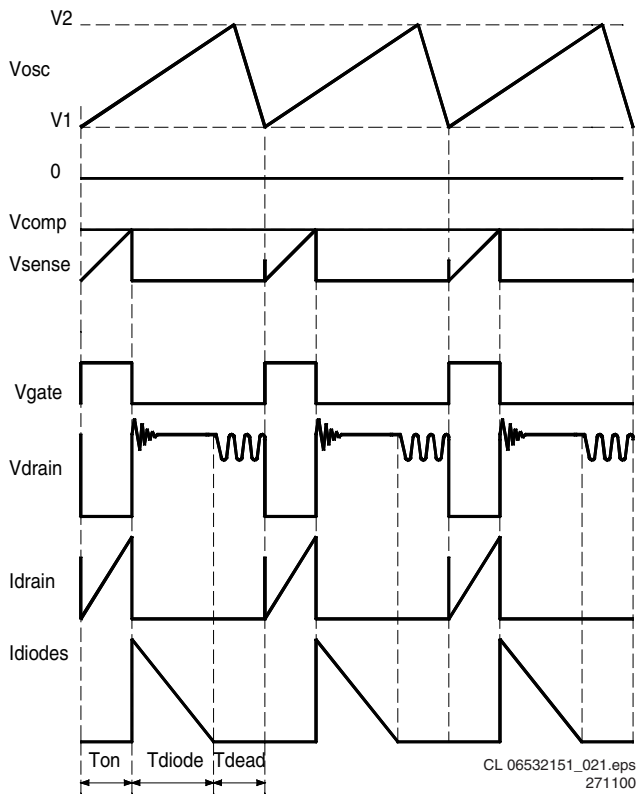 V2
Vosc
V1
0
Vcomp
Vsense
Vgate
Vdrain
Idrain
Idiodes
Ton Tdiode Tdead
CL 06532151_021.eps
271100